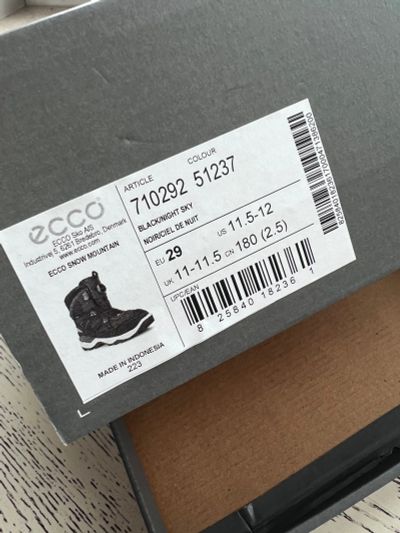 ecco
ECCO Sko A/S
Industrivej 5, 6261 Bredebro, Denmark
www.ecco.com
ECCO SNOW MOUNTAIN
MADE IN INDONESIA
223
ARTICLE COLOUR
710292 51237
BLACK/NIGHT SKY
NOIR/CIEL DE NUIT
EU 29 US 11.5-12
UK 11-11.5 CN 180 (2.5)
UPC/EAN
8 25840 18236 1
L